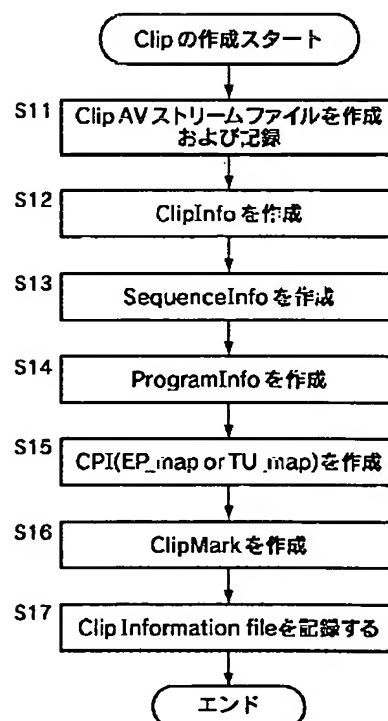 Clipの作成スタート
S11
Clip AVストリームファイルを作成
および記録
S12
ClipInfoを作成
S13
SequenceInfoを作成
S14
ProgramInfoを作成
S15
CPI(EP_map or TU_map)を作成
S16
ClipMarkを作成
S17
Clip Information fileを記録する
エンド